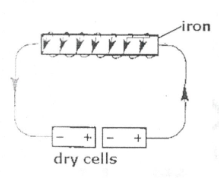 iron
− + − +
dry cells